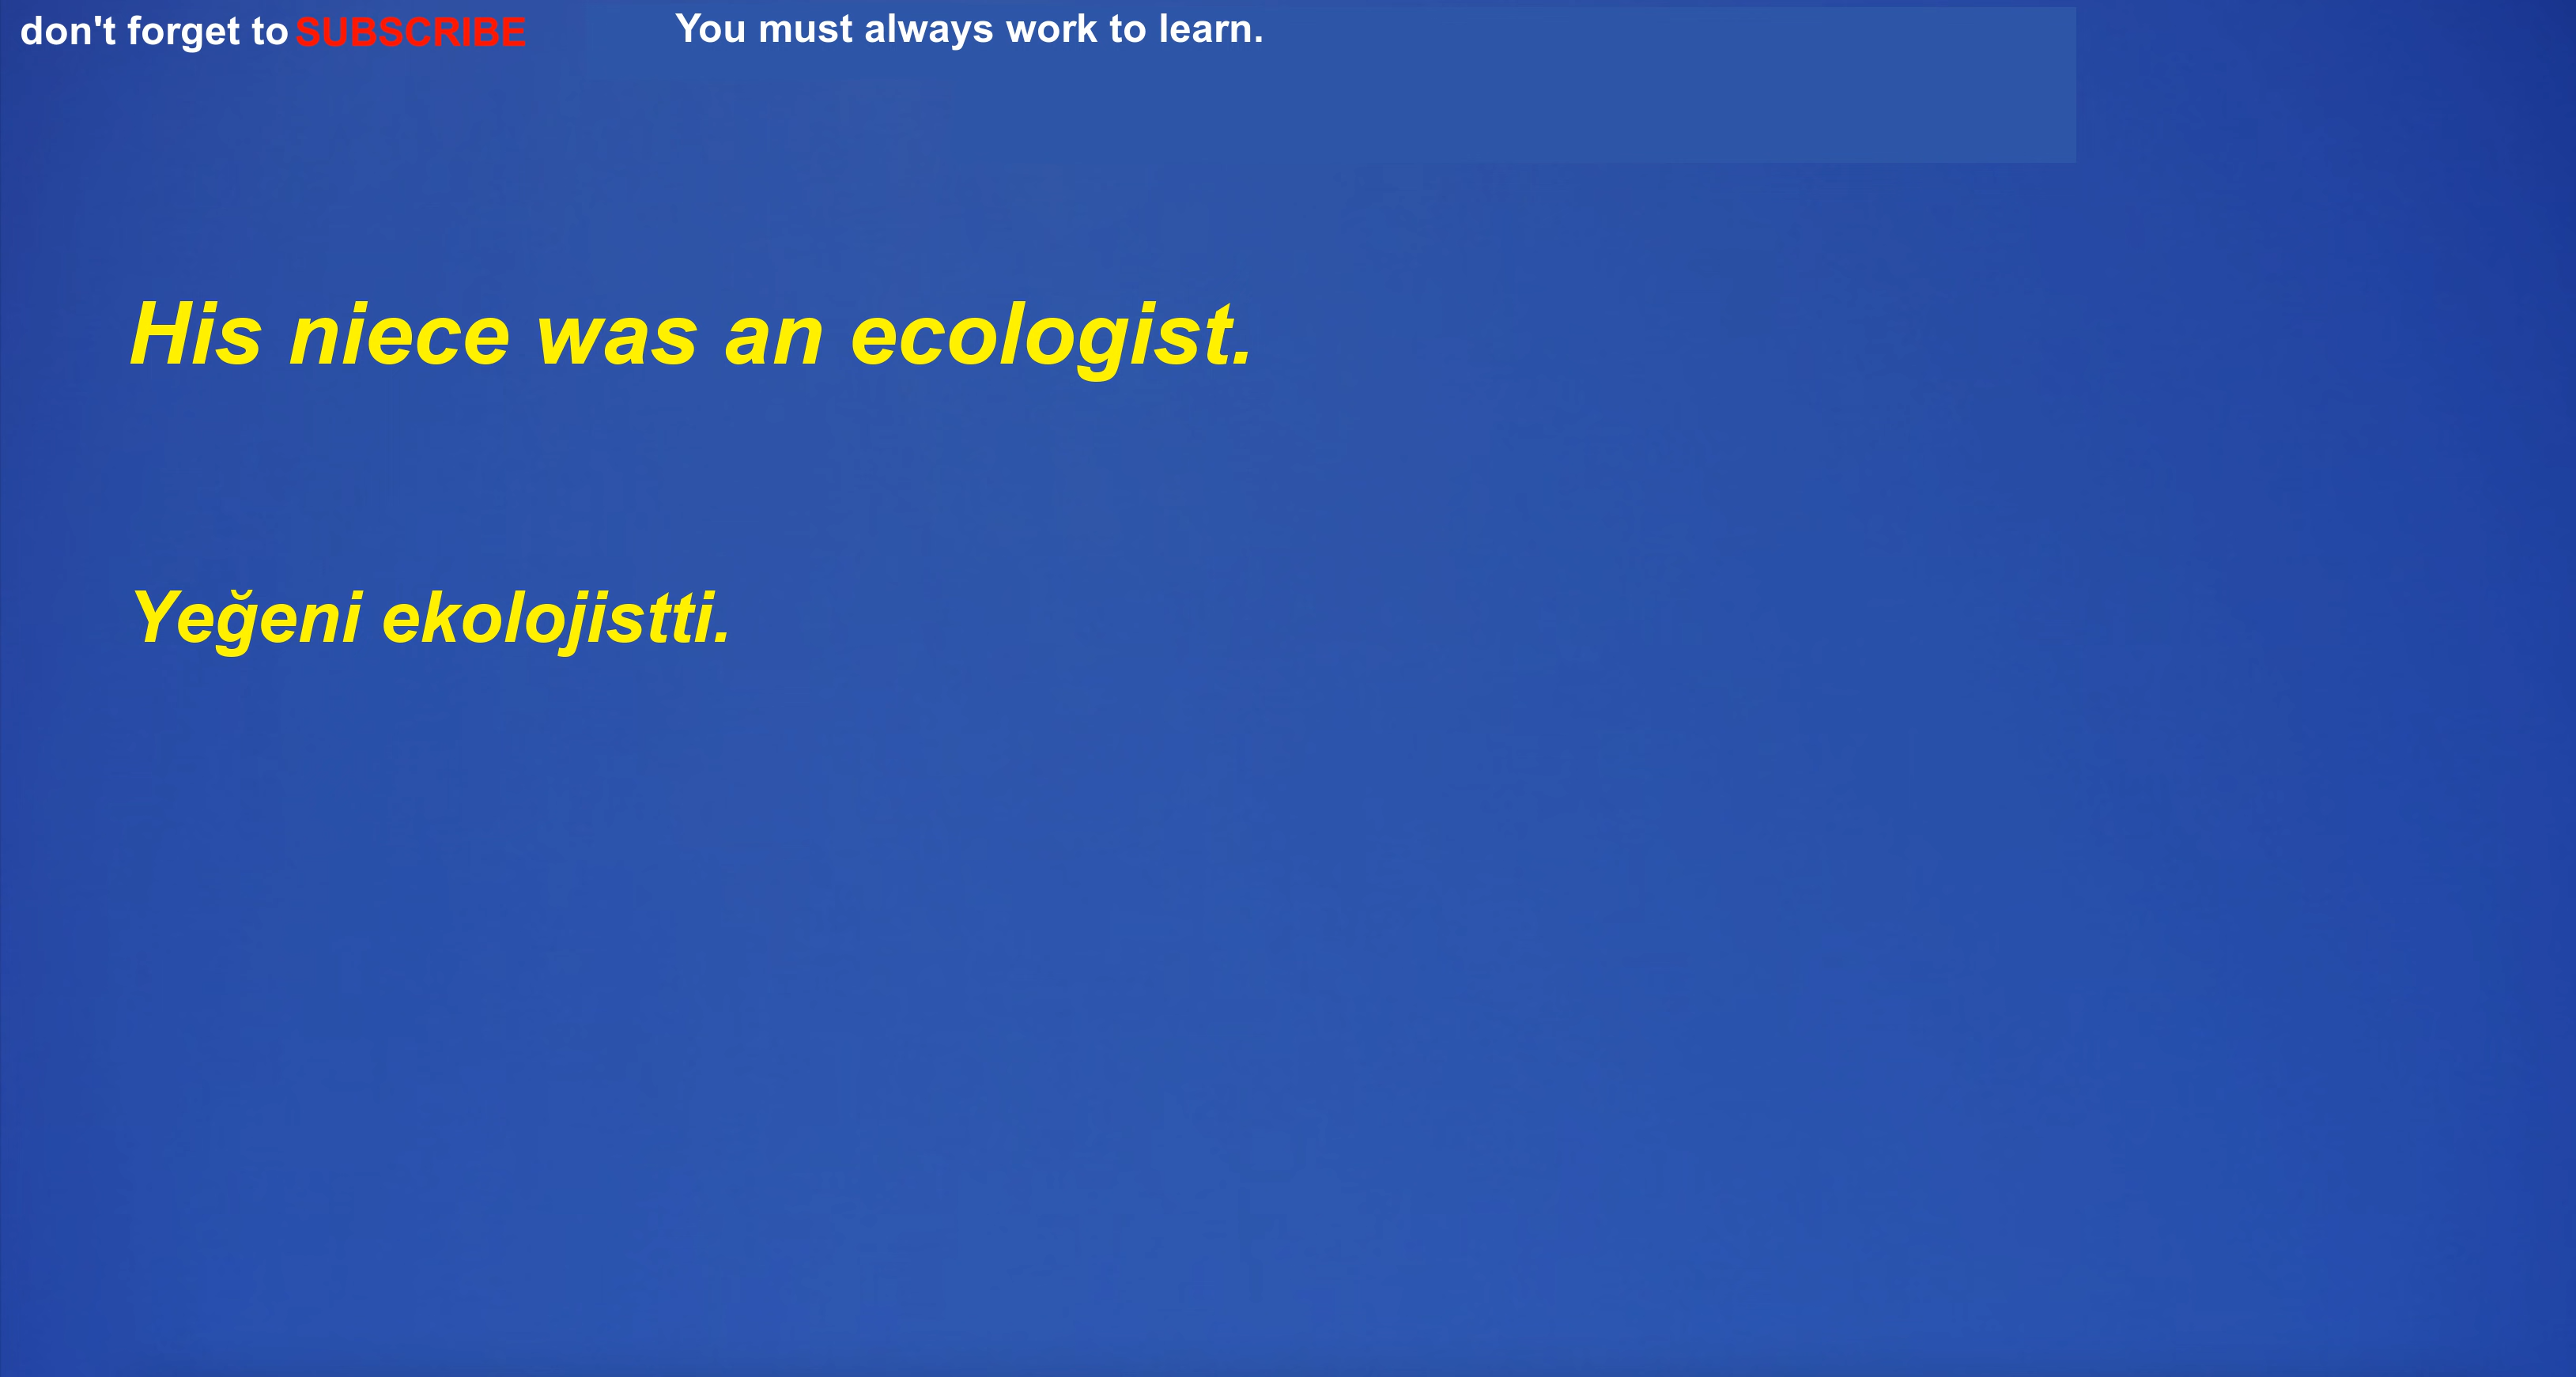 don't forget to SUBSCRIBE
You must always work to learn.
His niece was an ecologist.
Yeğeni ekolojistti.